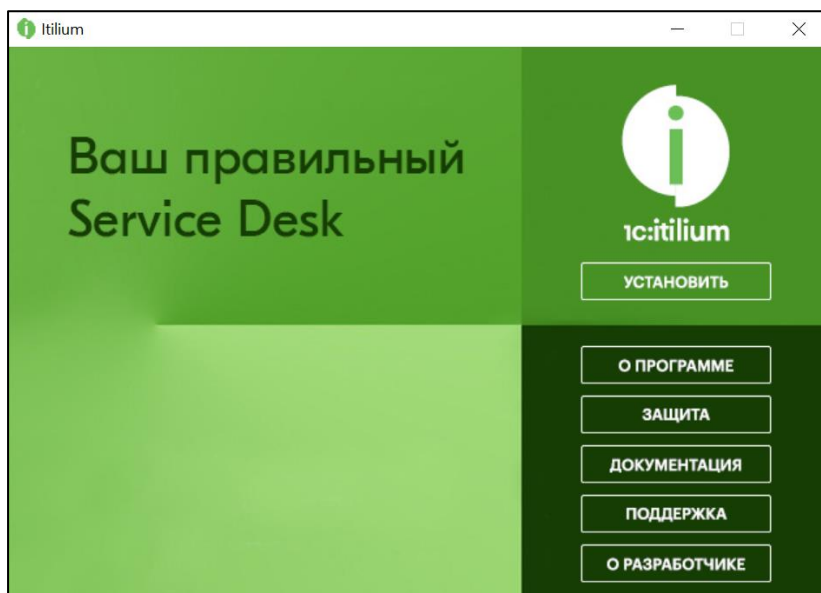 Itilium
Ваш правильный
Service Desk
1c:itilium
УСТАНОВИТЬ
О ПРОГРАММЕ
ЗАЩИТА
ДОКУМЕНТАЦИЯ
ПОДДЕРЖКА
О РАЗРАБОТЧИКЕ